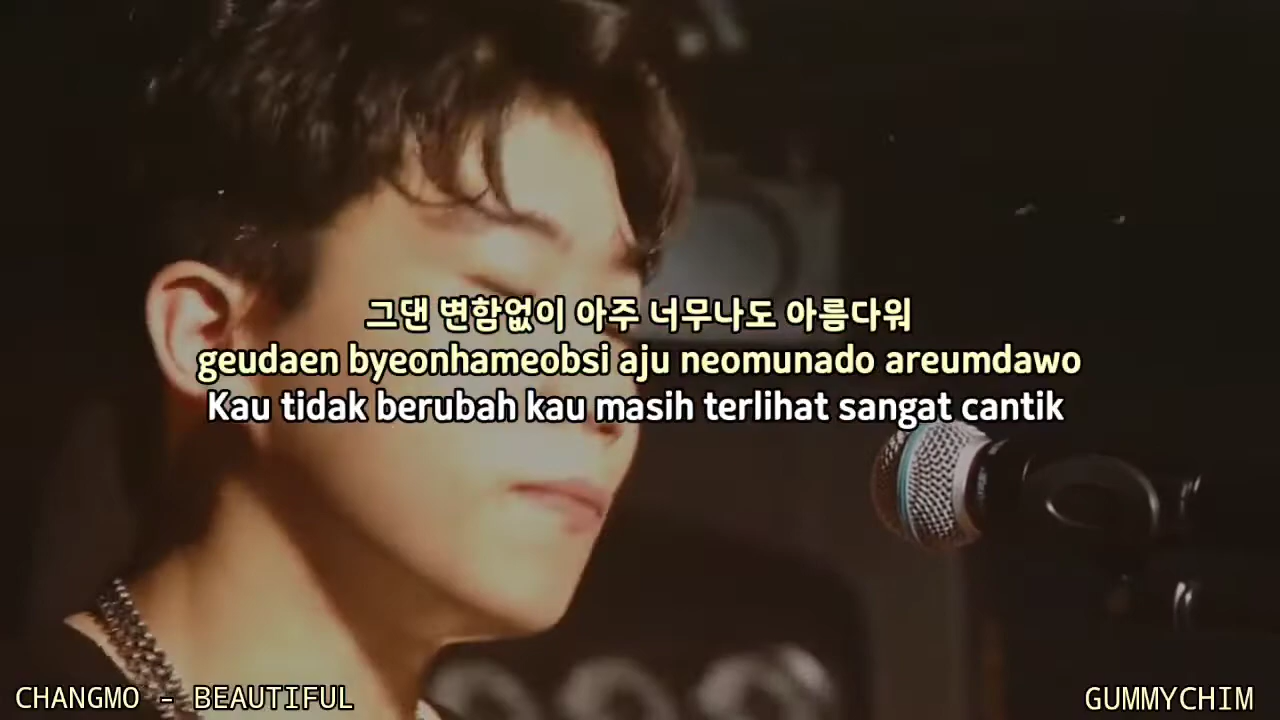 그댄 변함없이 아주 너무나도 아름다워
geudaen byeonhameobsi aju neomunado areumdawo
Kau tidak berubah kau masih terlihat sangat cantik
CHANGMO - BEAUTIFUL
GUMMYCHIM